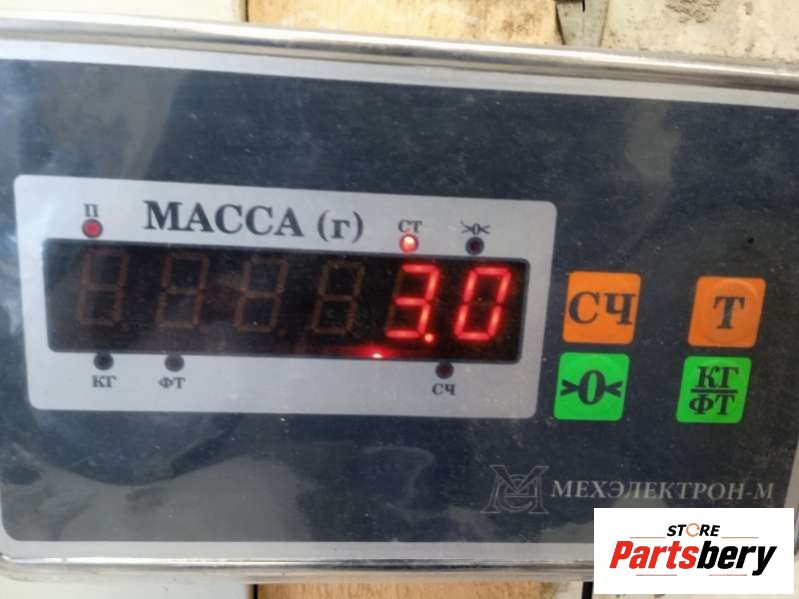 МАССА (г)
П
СТ
>0<
3.0
КГ
ФТ
СЧ
СЧ
Т
>0<
КГ
ФТ
МЕХЭЛЕКТРОН-М
STORE
Partsbery